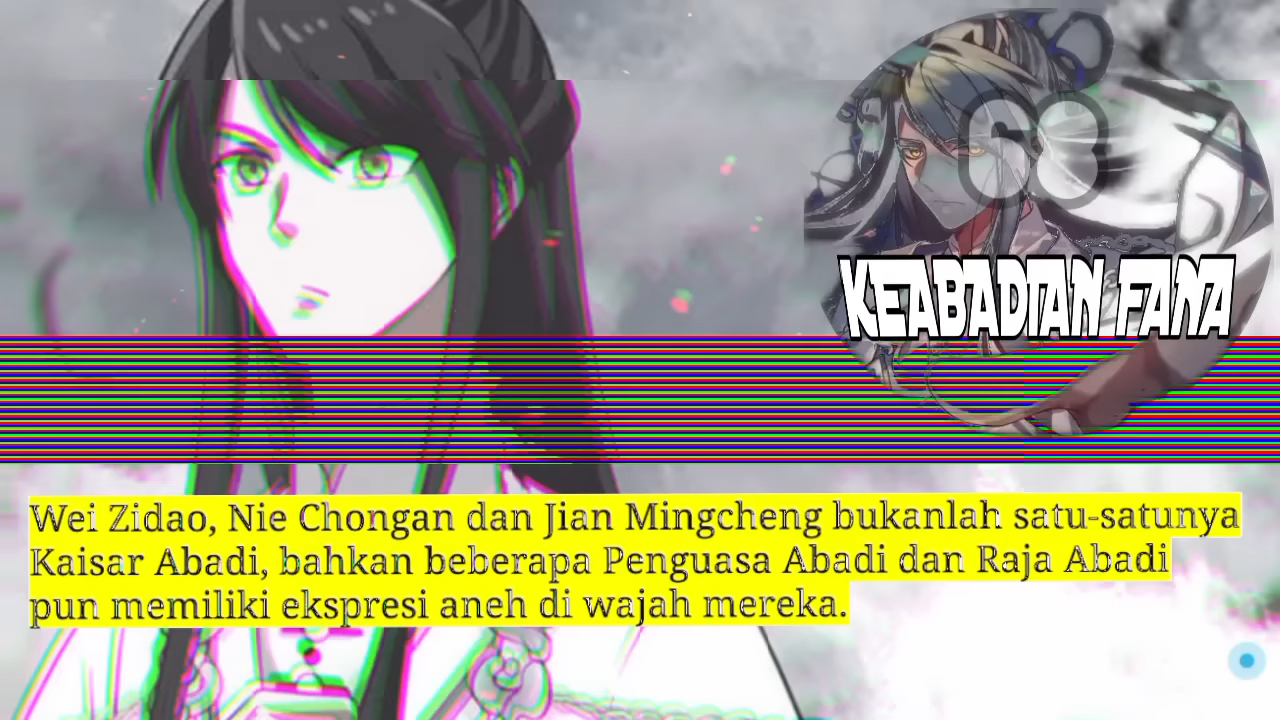 68
KEABADIAN FANA
Wei Zidao, Nie Chongan dan Jian Mingcheng bukanlah satu-satunya
Kaisar Abadi, bahkan beberapa Penguasa Abadi dan Raja Abadi
pun memiliki ekspresi aneh di wajah mereka.